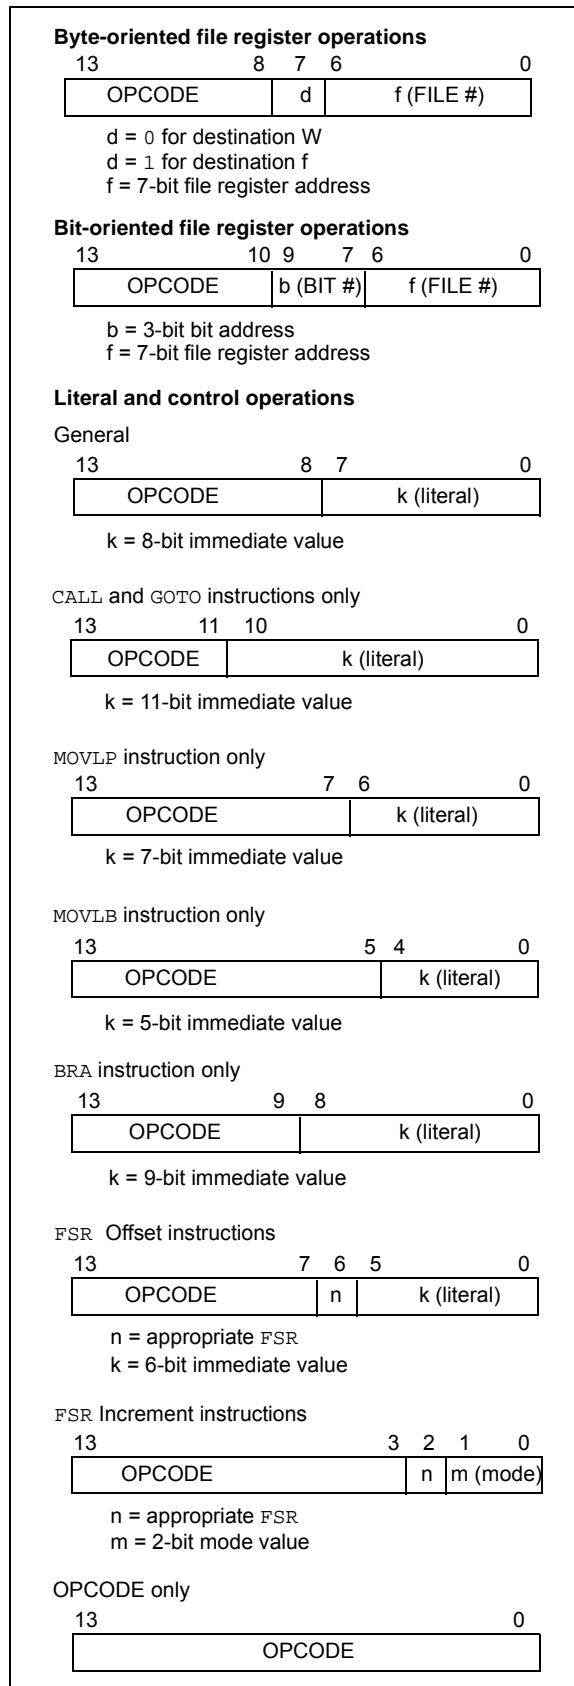 Byte-oriented file register operations
13 8 7 6 0
OPCODE d f (FILE #)
d = 0 for destination W
d = 1 for destination f
f = 7-bit file register address
Bit-oriented file register operations
13 10 9 7 6 0
OPCODE b (BIT #) f (FILE #)
b = 3-bit bit address
f = 7-bit file register address
Literal and control operations
General
13 8 7 0
OPCODE k (literal)
k = 8-bit immediate value
CALL and GOTO instructions only
13 11 10 0
OPCODE k (literal)
k = 11-bit immediate value
MOVLP instruction only
13 7 6 0
OPCODE k (literal)
k = 7-bit immediate value
MOVLB instruction only
13 5 4 0
OPCODE k (literal)
k = 5-bit immediate value
BRA instruction only
13 9 8 0
OPCODE k (literal)
k = 9-bit immediate value
FSR Offset instructions
13 7 6 5 0
OPCODE n k (literal)
n = appropriate FSR
k = 6-bit immediate value
FSR Increment instructions
13 3 2 1 0
OPCODE n m (mode)
n = appropriate FSR
m = 2-bit mode value
OPCODE only
13 0
OPCODE